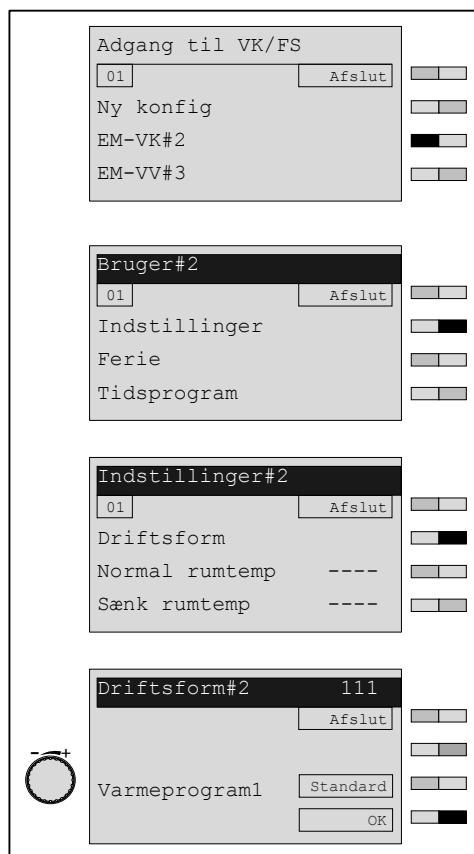 Adgang til VK/FS
01 Afslut
Ny konfig
EM-VK#2
EM-VV#3
Bruger#2
01 Afslut
Indstillinger
Ferie
Tidsprogram
Indstillinger#2
01 Afslut
Driftsform
Normal rumtemp ----
Sænk rumtemp ----
Driftsform#2 111
Afslut
- +
Varmeprogram1 Standard
OK